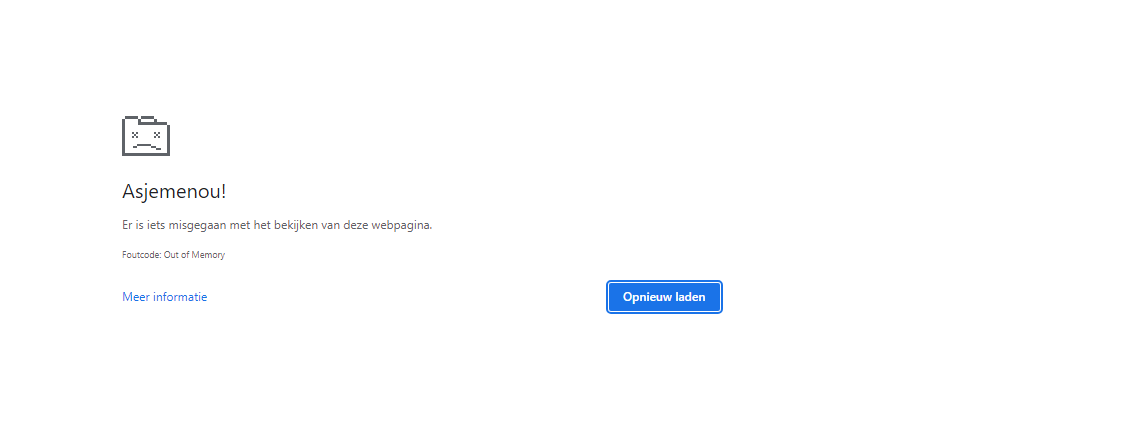 Asjemenou!
Er is iets misgegaan met het bekijken van deze webpagina.
Foutcode: Out of Memory
Meer informatie
Opnieuw laden